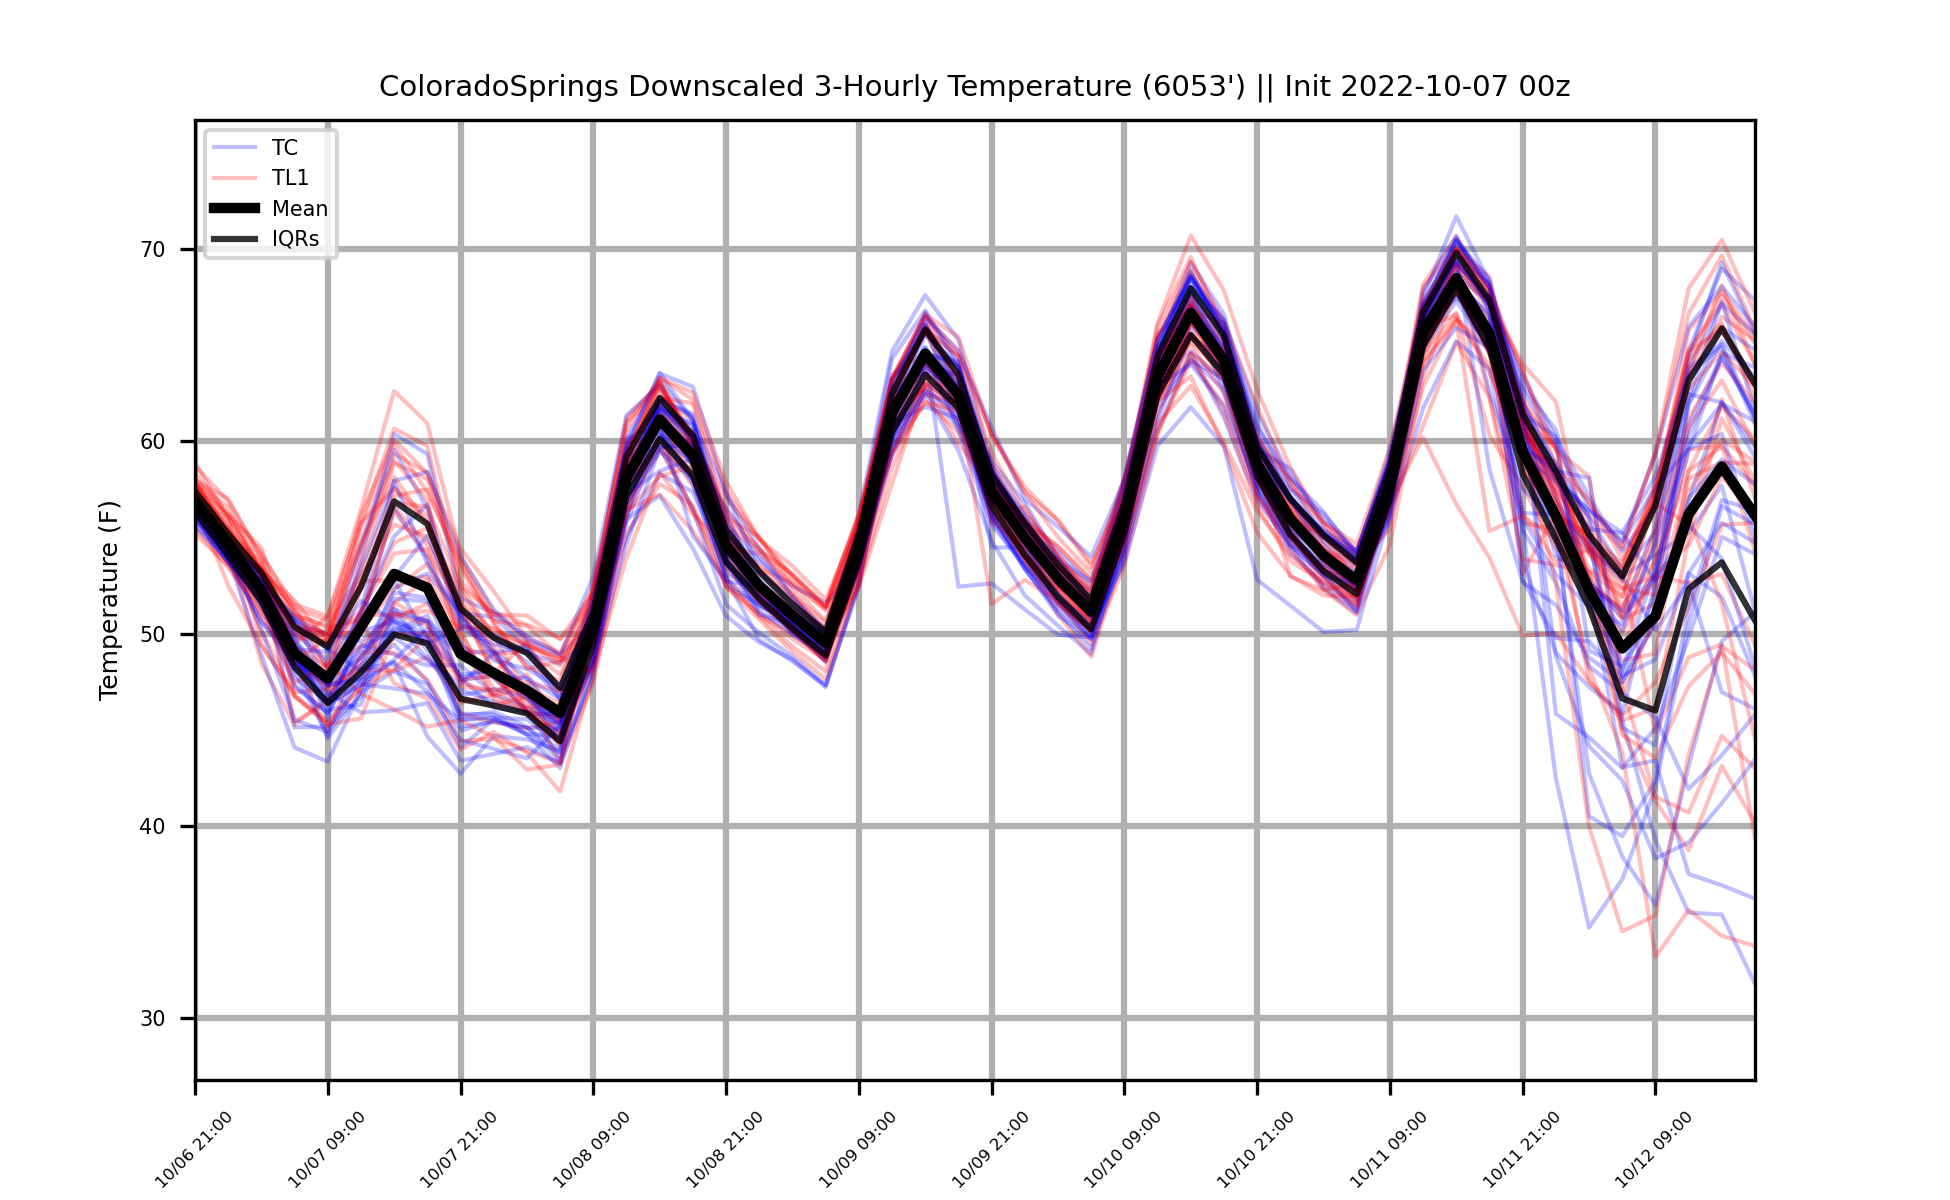 ColoradoSprings Downscaled 3-Hourly Temperature (6053') || Init 2022-10-07 00z
TC
TL1
Mean
IQRs
Temperature (F)
70
60
50
40
30
10/06 21:00
10/07 09:00
10/07 21:00
10/08 09:00
10/08 21:00
10/09 09:00
10/09 21:00
10/10 09:00
10/10 21:00
10/11 09:00
10/11 21:00
10/12 09:00